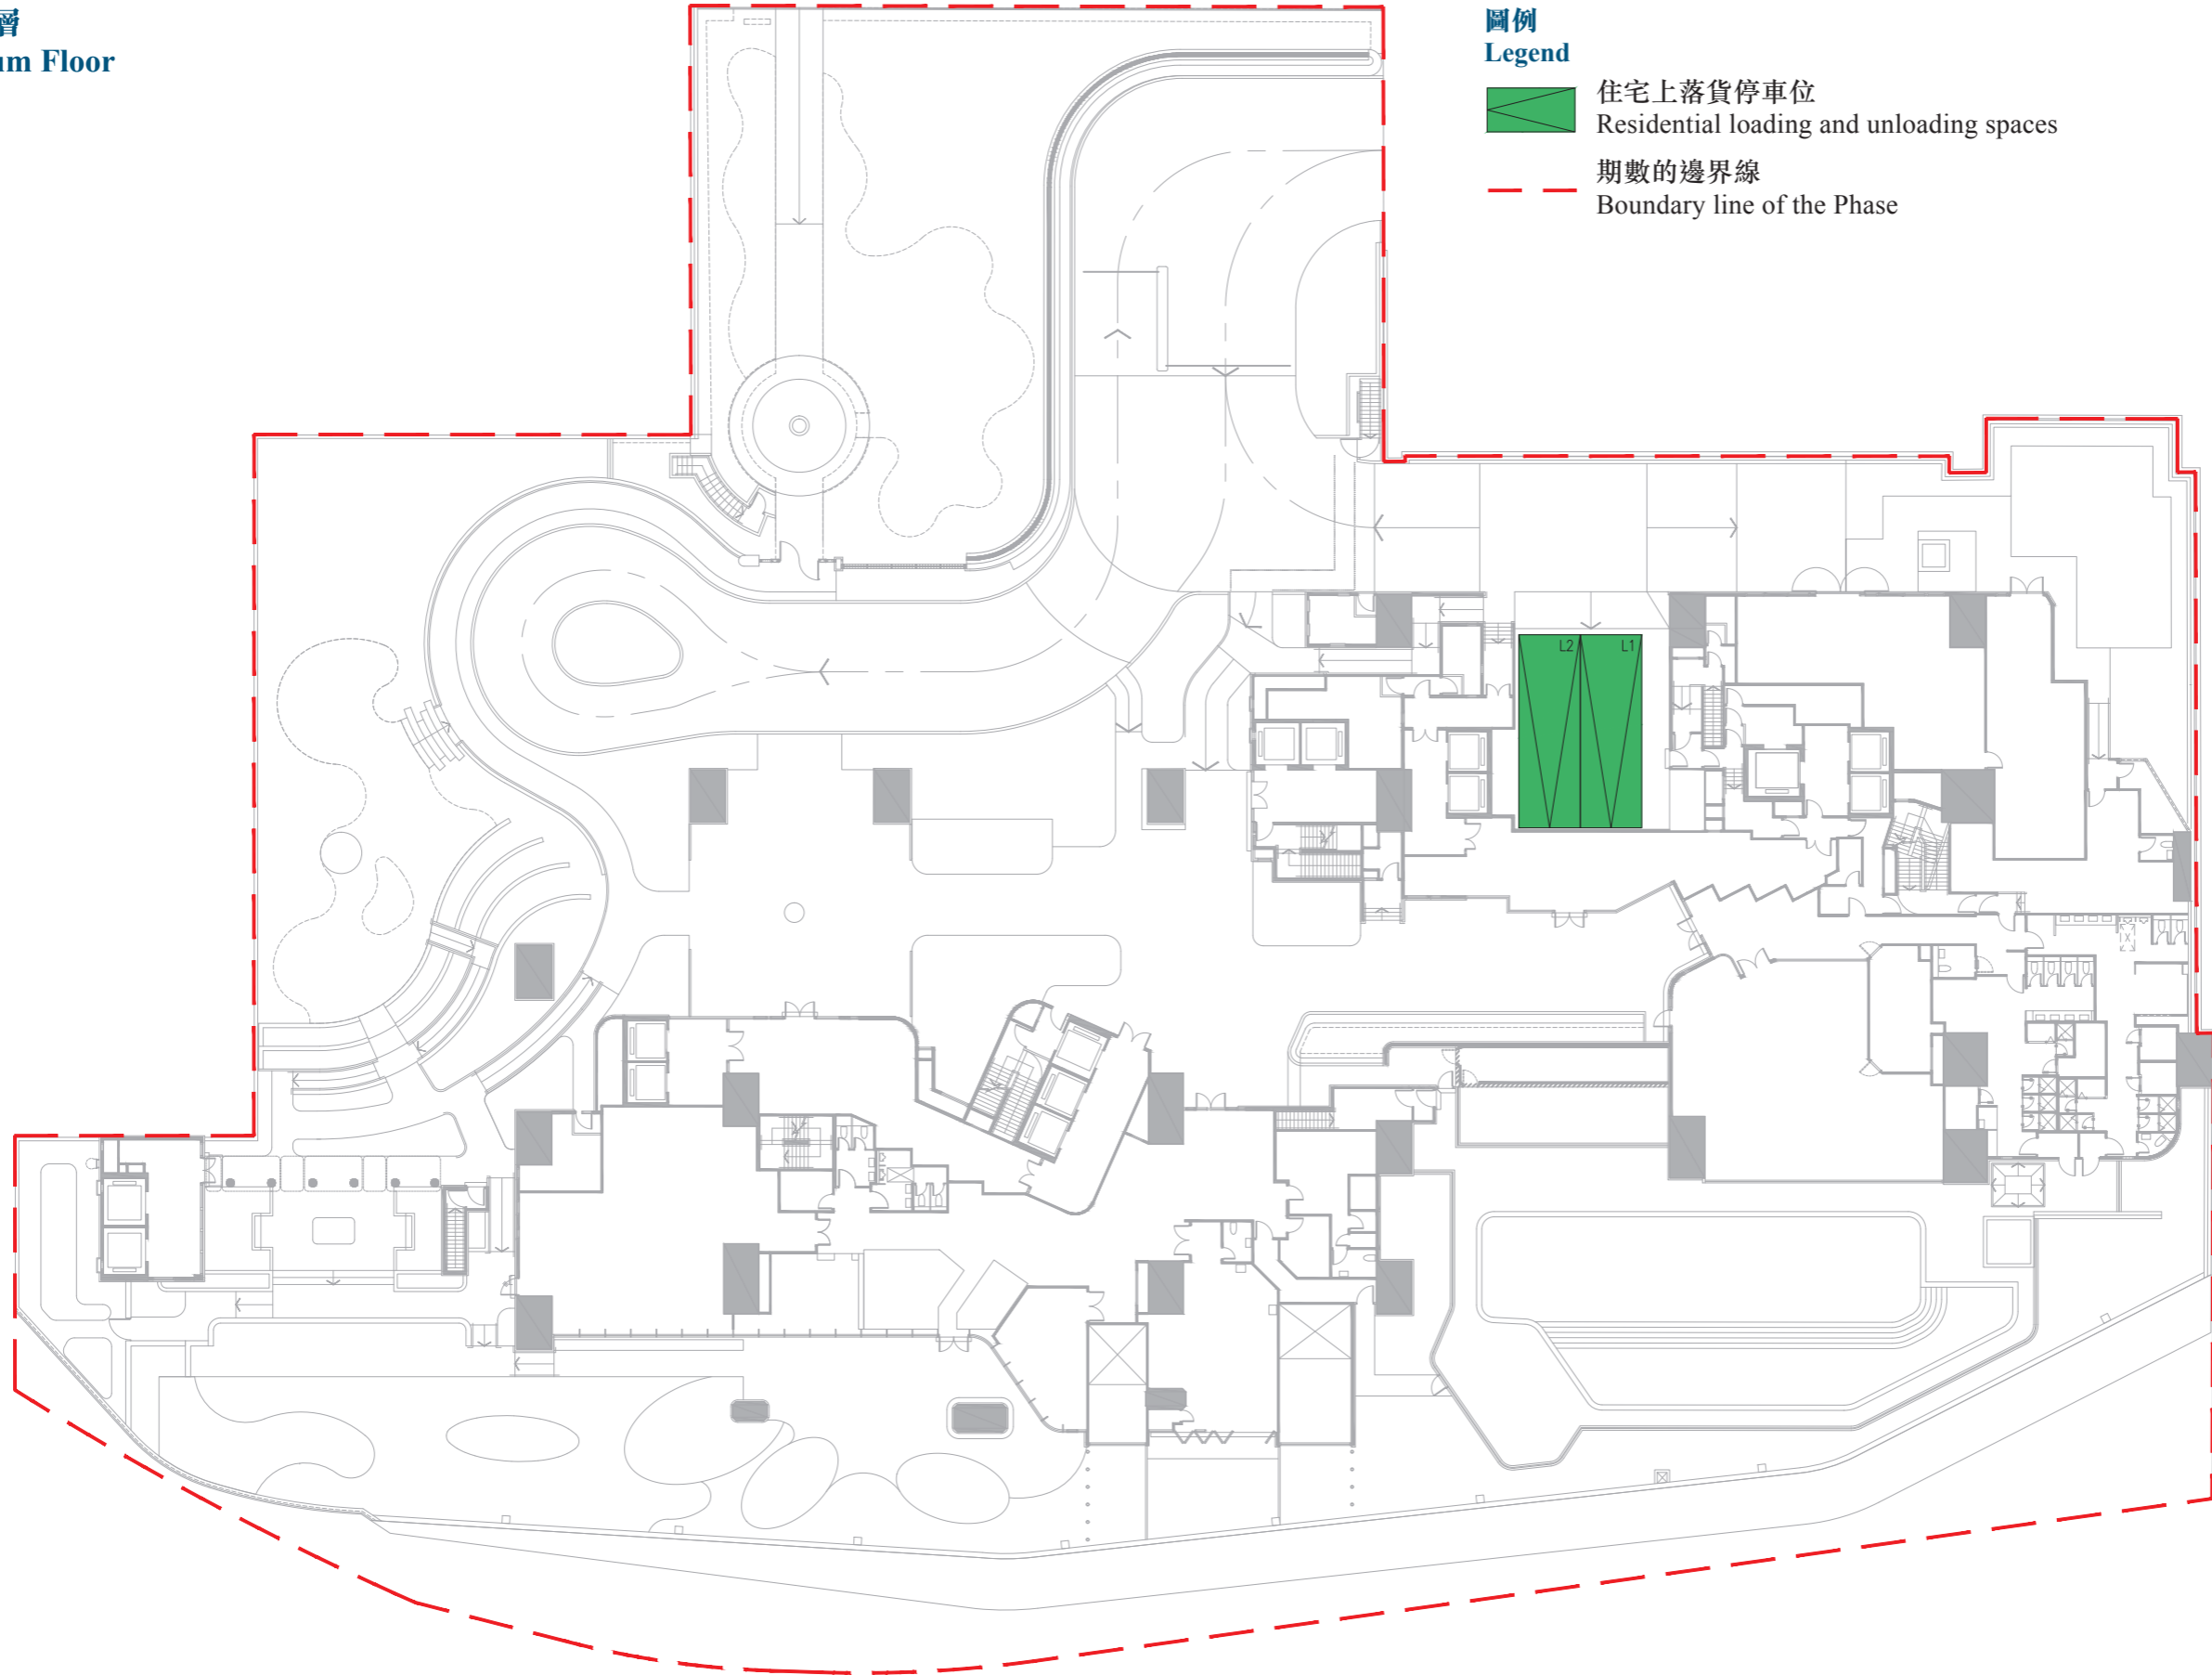 層
Floor
圖例
Legend
住宅上落貨停車位
Residential loading and unloading spaces
期數的邊界線
Boundary line of the Phase
L2 L1